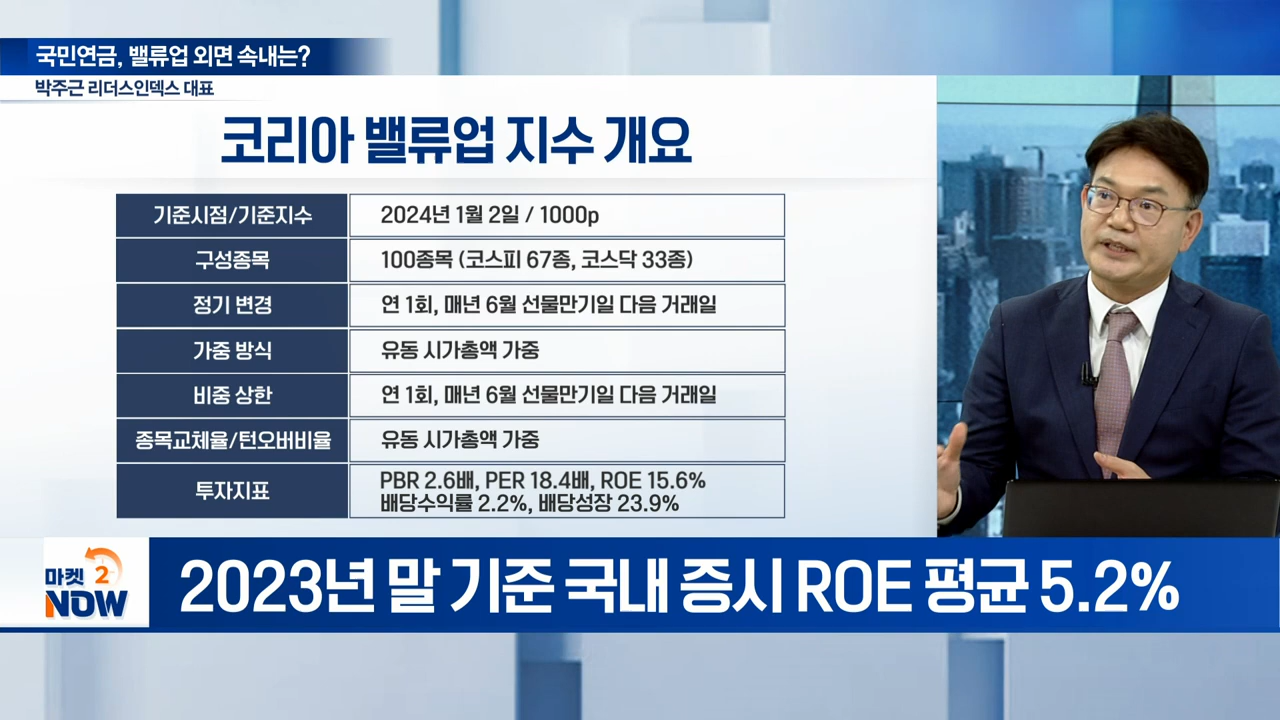 국민연금, 밸류업 외면 속내는?
박주근 리더스인덱스 대표
코리아 밸류업 지수 개요
기준시점/기준지수 2024년 1월 2일 / 1000p
구성종목 100종목 (코스피 67종, 코스닥 33종)
정기 변경 연 1회, 매년 6월 선물만기일 다음 거래일
가중 방식 유동 시가총액 가중
비중 상한 연 1회, 매년 6월 선물만기일 다음 거래일
종목교체율/턴오버비율 유동 시가총액 가중
투자지표 PBR 2.6배, PER 18.4배, ROE 15.6%
배당수익률 2.2%, 배당성장 23.9%
마켓 2
NOW
2023년 말 기준 국내 증시 ROE 평균 5.2%